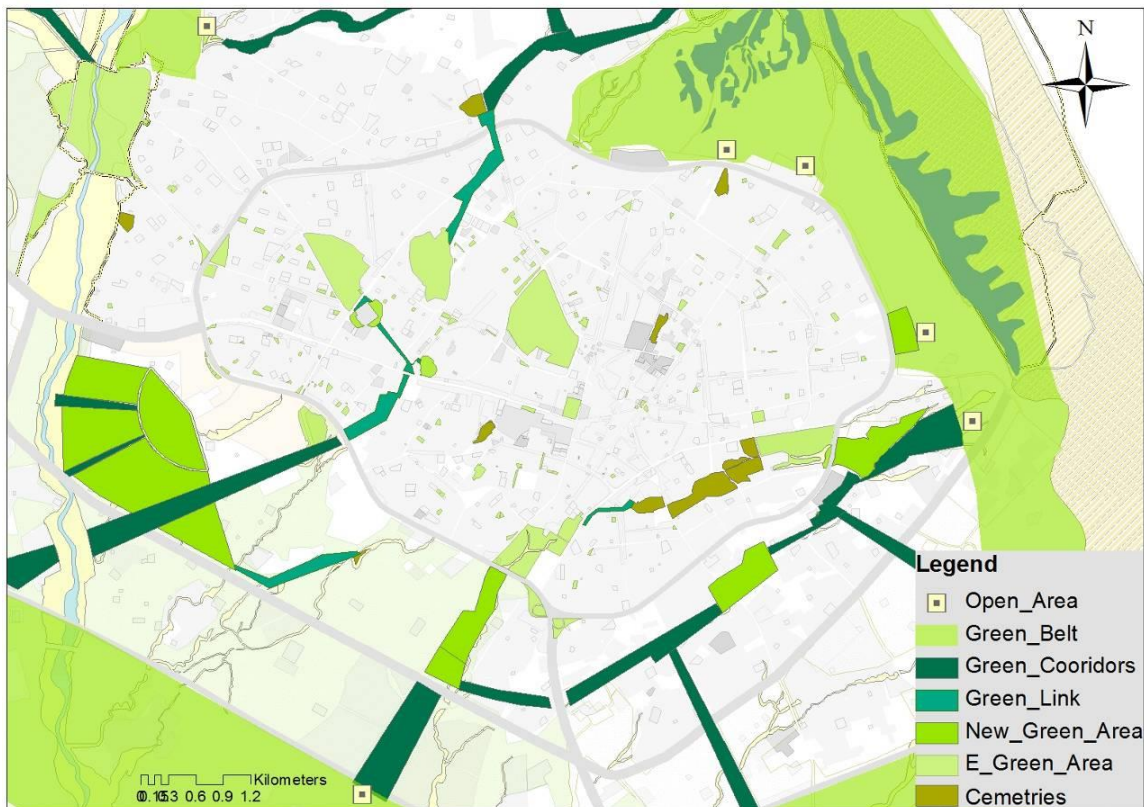 N
Legend
Open_Area
Green_Belt
Green_Cooridors
Green_Link
New_Green_Area
E_Green_Area
Cemetries
Kilometers
0.6 0.9 1.2